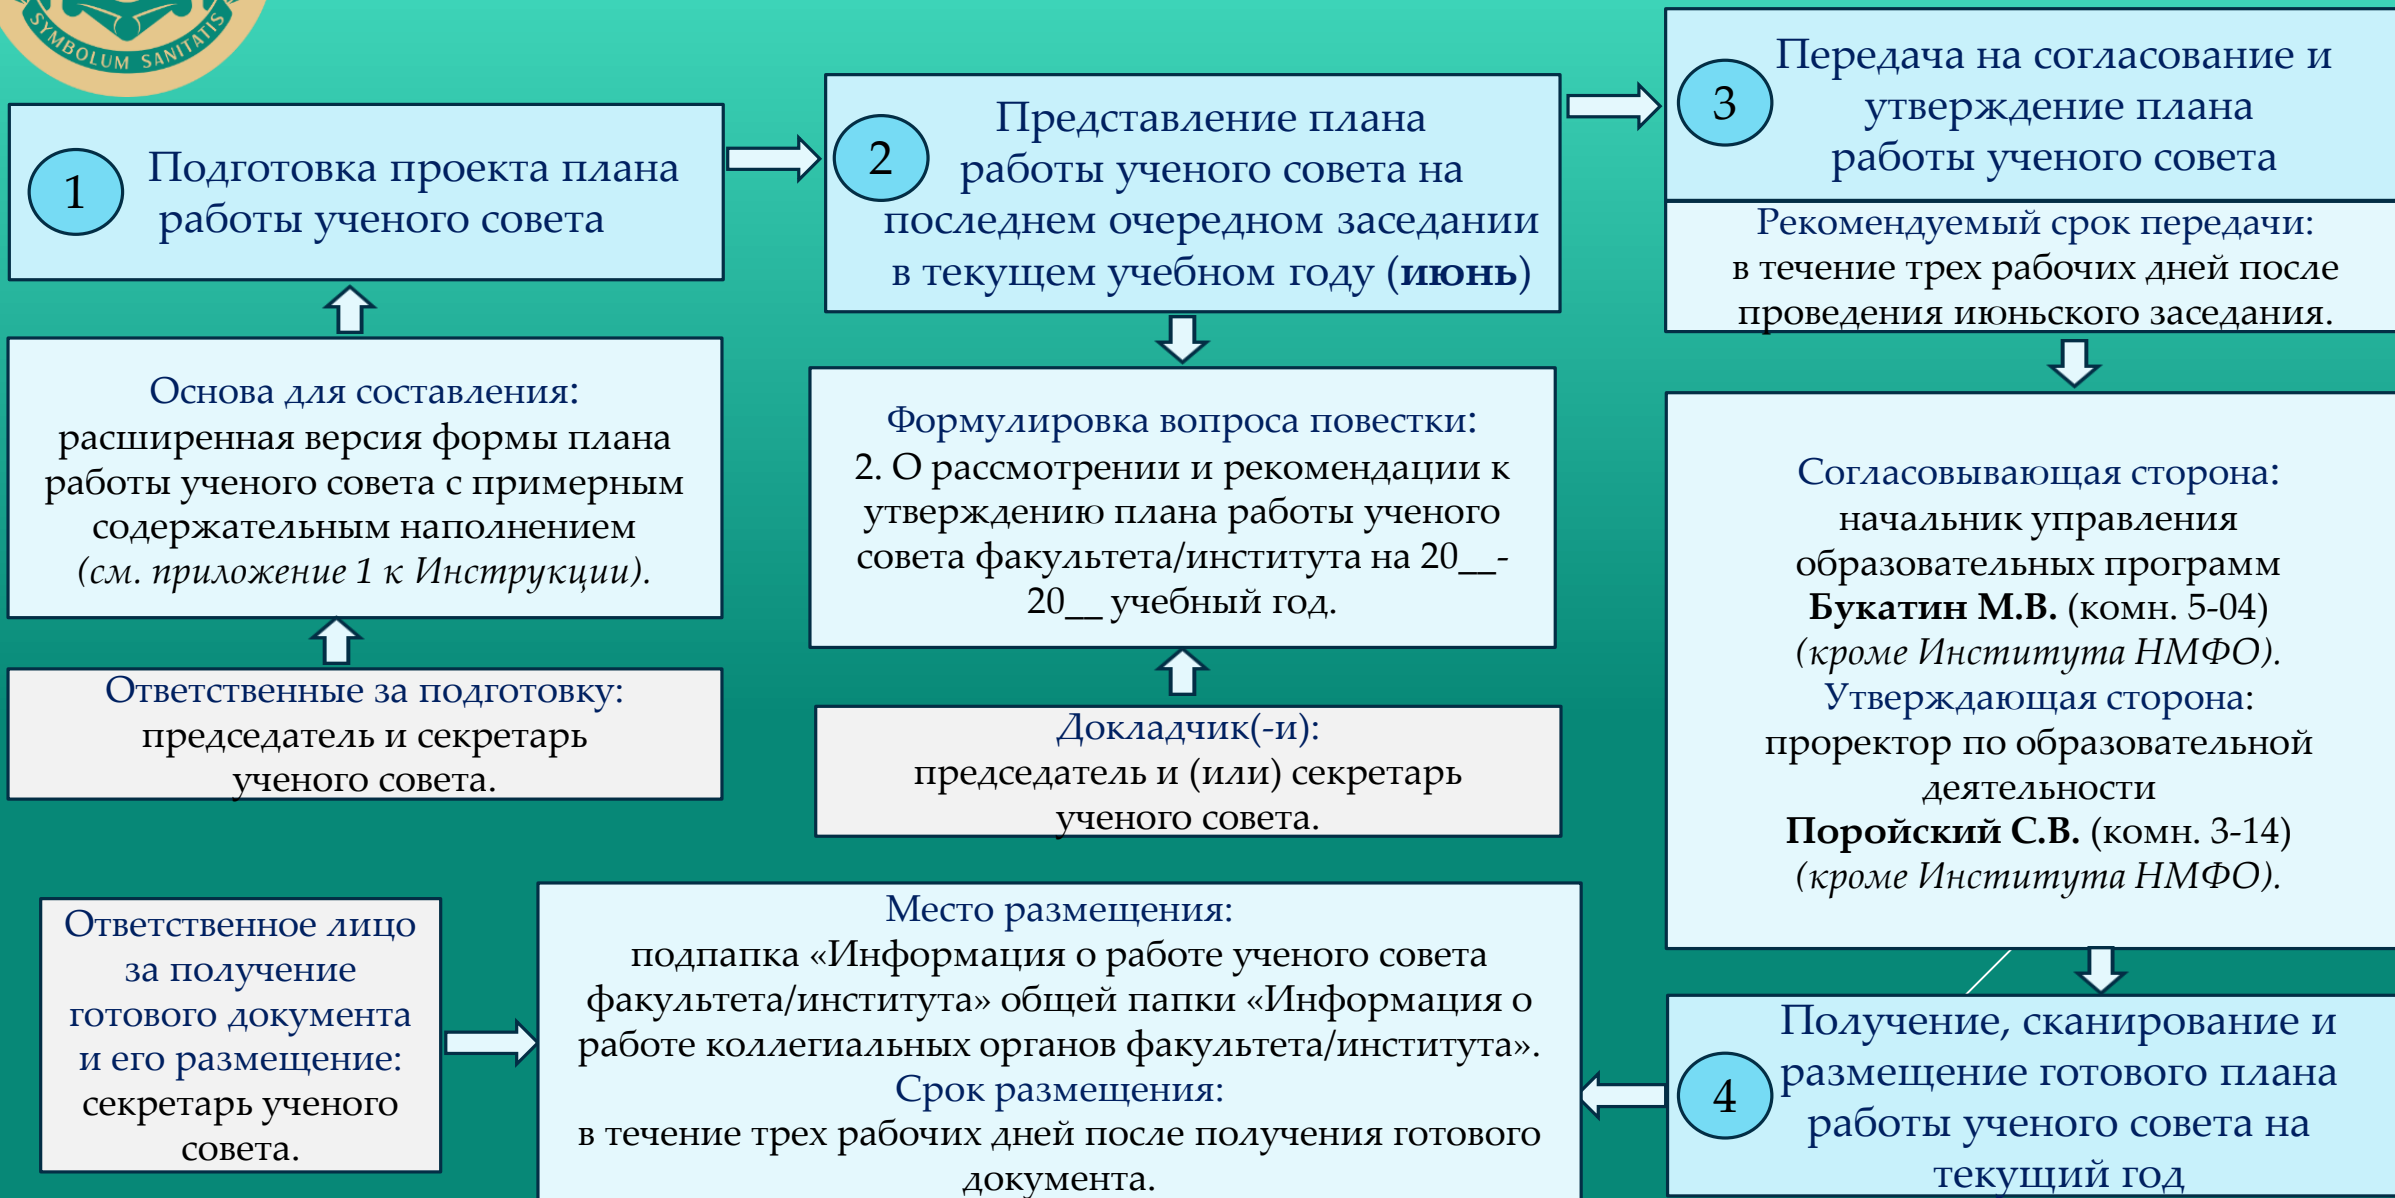 SYMBOLUM SANITATIS
1
Подготовка проекта плана
работы ученого совета
Основа для составления:
расширенная версия формы плана
работы ученого совета с примерным
содержательным наполнением
(см. приложение 1 к Инструкции).
Ответственные за подготовку:
председатель и секретарь
ученого совета.
2
Представление плана
работы ученого совета на
последнем очередном заседании
в текущем учебном году (июнь)
Формулировка вопроса повестки:
2. О рассмотрении и рекомендации к
утверждению плана работы ученого
совета факультета/института на 20__-
20__ учебный год.
Докладчик(-и):
председатель и (или) секретарь
ученого совета.
3
Передача на согласование и
утверждение плана
работы ученого совета
Рекомендуемый срок передачи:
в течение трех рабочих дней после
проведения июньского заседания.
Согласовывающая сторона:
начальник управления
образовательных программ
Букатин М.В. (комн. 5-04)
(кроме Института НМФО).
Утверждающая сторона:
проректор по образовательной
деятельности
Поройский С.В. (комн. 3-14)
(кроме Института НМФО).
4
Получение, сканирование и
размещение готового плана
работы ученого совета на
текущий год
Место размещения:
подпапка «Информация о работе ученого совета
факультета/института» общей папки «Информация о
работе коллегиальных органов факультета/института».
Срок размещения:
в течение трех рабочих дней после получения готового
документа.
Ответственное лицо
за получение
готового документа
и его размещение:
секретарь ученого
совета.